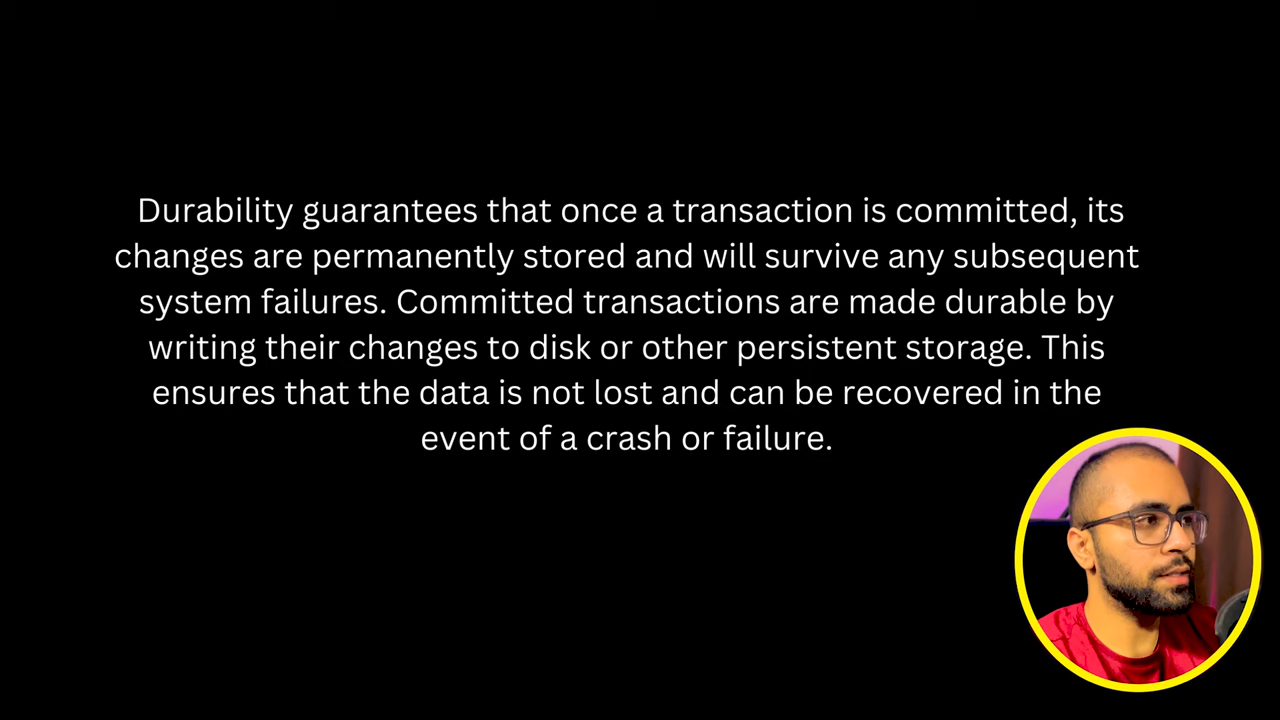 Durability guarantees that once a transaction is committed, its
changes are permanently stored and will survive any subsequent
system failures. Committed transactions are made durable by
writing their changes to disk or other persistent storage. This
ensures that the data is not lost and can be recovered in the
event of a crash or failure.